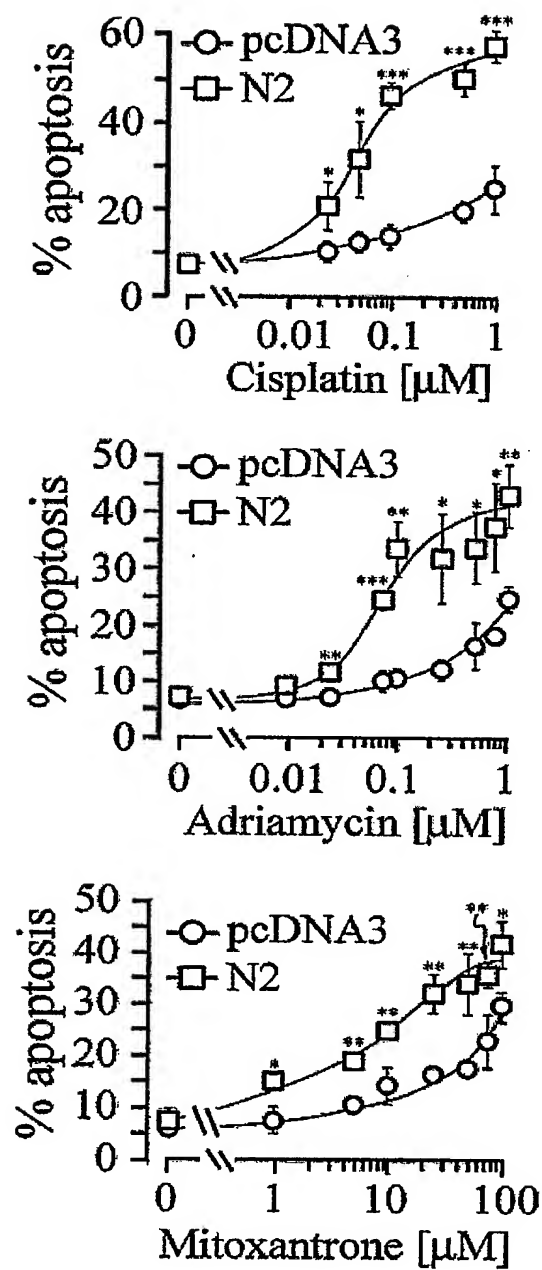 60
40
20
0
% apoptosis
pcDNA3
N2
*
*
***
***
***
0 0.01 0.1 1
Cisplatin [µM]
50
40
30
20
10
0
% apoptosis
pcDNA3
N2
**
***
**
*
*
*
**
0 0.01 0.1 1
Adriamycin [µM]
50
40
30
20
10
0
% apoptosis
pcDNA3
N2
*
**
**
**
**
**
*
0 1 10 100
Mitoxantrone [µM]